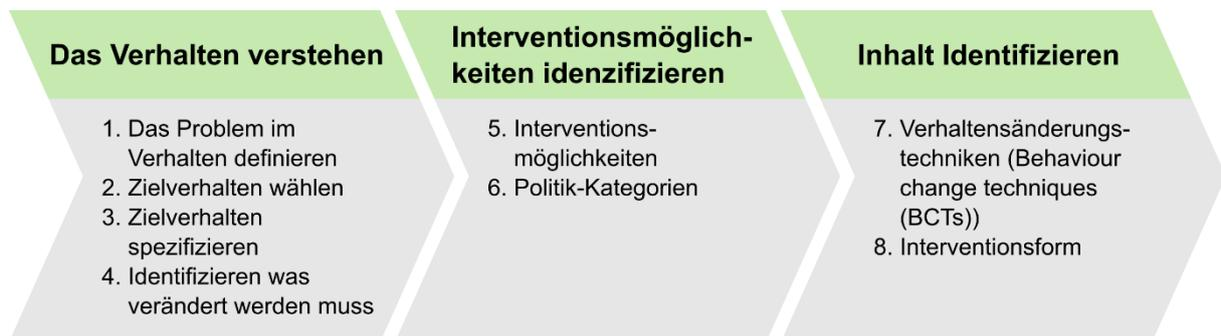 Das Verhalten verstehen
1. Das Problem im
Verhalten definieren
2. Zielverhalten wählen
3. Zielverhalten
spezifizieren
4. Identifizieren was
verändert werden muss
Interventionsmöglich-
keiten idenzifizieren
5. Interventions-
möglichkeiten
6. Politik-Kategorien
Inhalt Identifizieren
7. Verhaltensänderungs-
techniken (Behaviour
change techniques
(BCTs))
8. Interventionsform